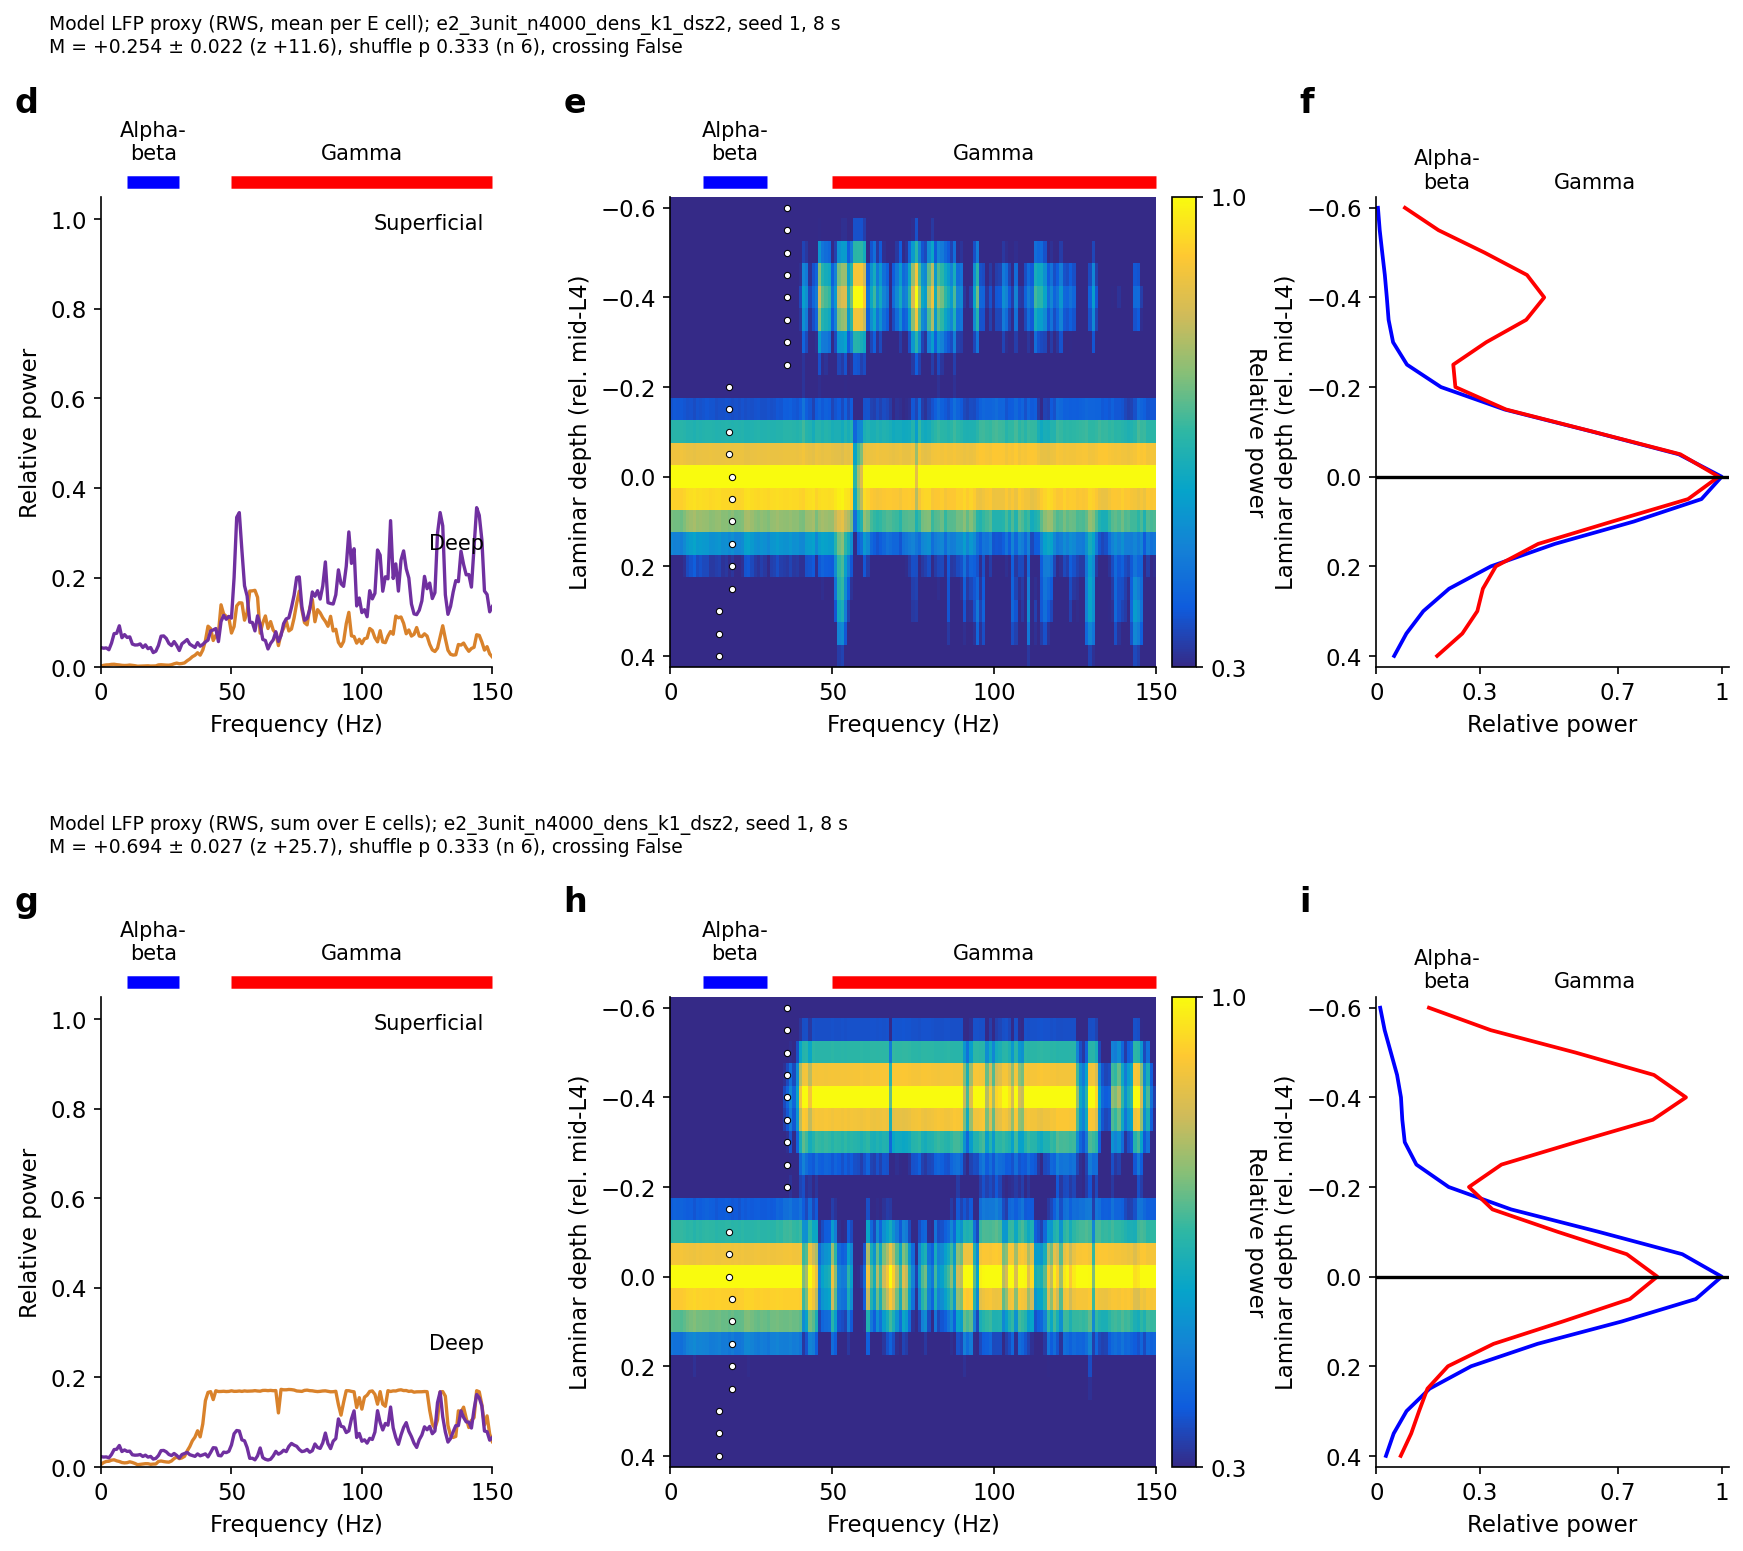 Model LFP proxy (RWS, mean per E cell); e2_3unit_n4000_dens_k1_dsz2, seed 1, 8 s
M = +0.254 ± 0.022 (z +11.6), shuffle p 0.333 (n 6), crossing False
d
Alpha-
beta
Gamma
Superficial
Deep
Relative power
1.0
0.8
0.6
0.4
0.2
0.0
0 50 100 150
Frequency (Hz)
e
Alpha-
beta
Gamma
Laminar depth (rel. mid-L4)
−0.6
−0.4
−0.2
0.0
0.2
0.4
0 50 100 150
Frequency (Hz)
1.0
0.3
Relative power
f
Alpha-
beta
Gamma
Laminar depth (rel. mid-L4)
−0.6
−0.4
−0.2
0.0
0.2
0.4
0 0.3 0.7 1
Relative power
Model LFP proxy (RWS, sum over E cells); e2_3unit_n4000_dens_k1_dsz2, seed 1, 8 s
M = +0.694 ± 0.027 (z +25.7), shuffle p 0.333 (n 6), crossing False
g
Alpha-
beta
Gamma
Superficial
Deep
Relative power
1.0
0.8
0.6
0.4
0.2
0.0
0 50 100 150
Frequency (Hz)
h
Alpha-
beta
Gamma
Laminar depth (rel. mid-L4)
−0.6
−0.4
−0.2
0.0
0.2
0.4
0 50 100 150
Frequency (Hz)
1.0
0.3
Relative power
i
Alpha-
beta
Gamma
Laminar depth (rel. mid-L4)
−0.6
−0.4
−0.2
0.0
0.2
0.4
0 0.3 0.7 1
Relative power